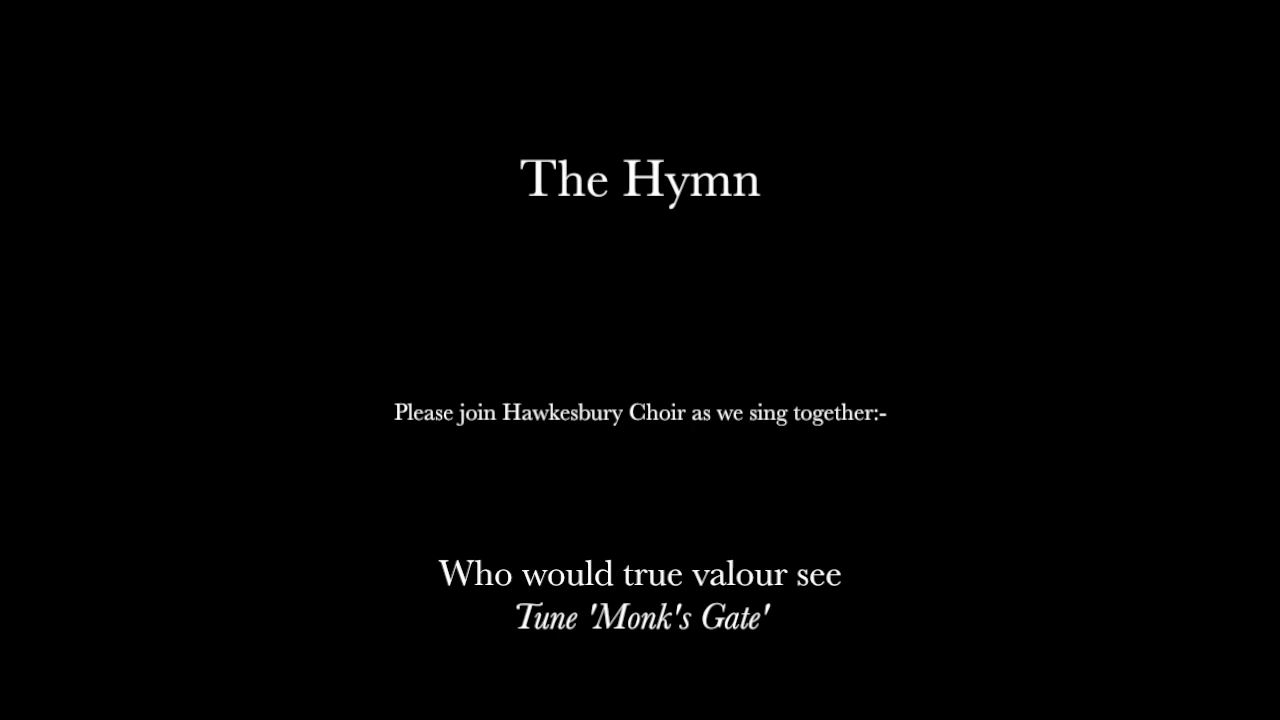 The Hymn
Please join Hawkesbury Choir as we sing together:-
Who would true valour see
Tune 'Monk's Gate'